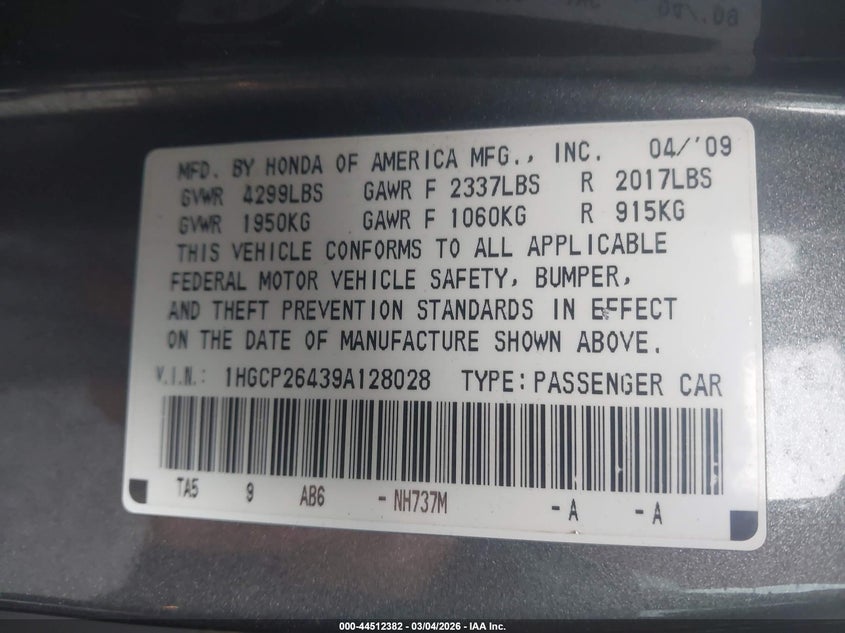 MFD. BY HONDA OF AMERICA MFG., INC. 04/'09
GVWR 4299LBS GAWR F 2337LBS R 2017LBS
GVWR 1950KG GAWR F 1060KG R 915KG
THIS VEHICLE CONFORMS TO ALL APPLICABLE
FEDERAL MOTOR VEHICLE SAFETY, BUMPER,
AND THEFT PREVENTION STANDARDS IN EFFECT
ON THE DATE OF MANUFACTURE SHOWN ABOVE.
V.I.N.: 1HGCP26439A128028 TYPE: PASSENGER CAR
TA5 9 AB6 - NH737M - A - A
000-44512382 - 03/04/2026 - IAA Inc.